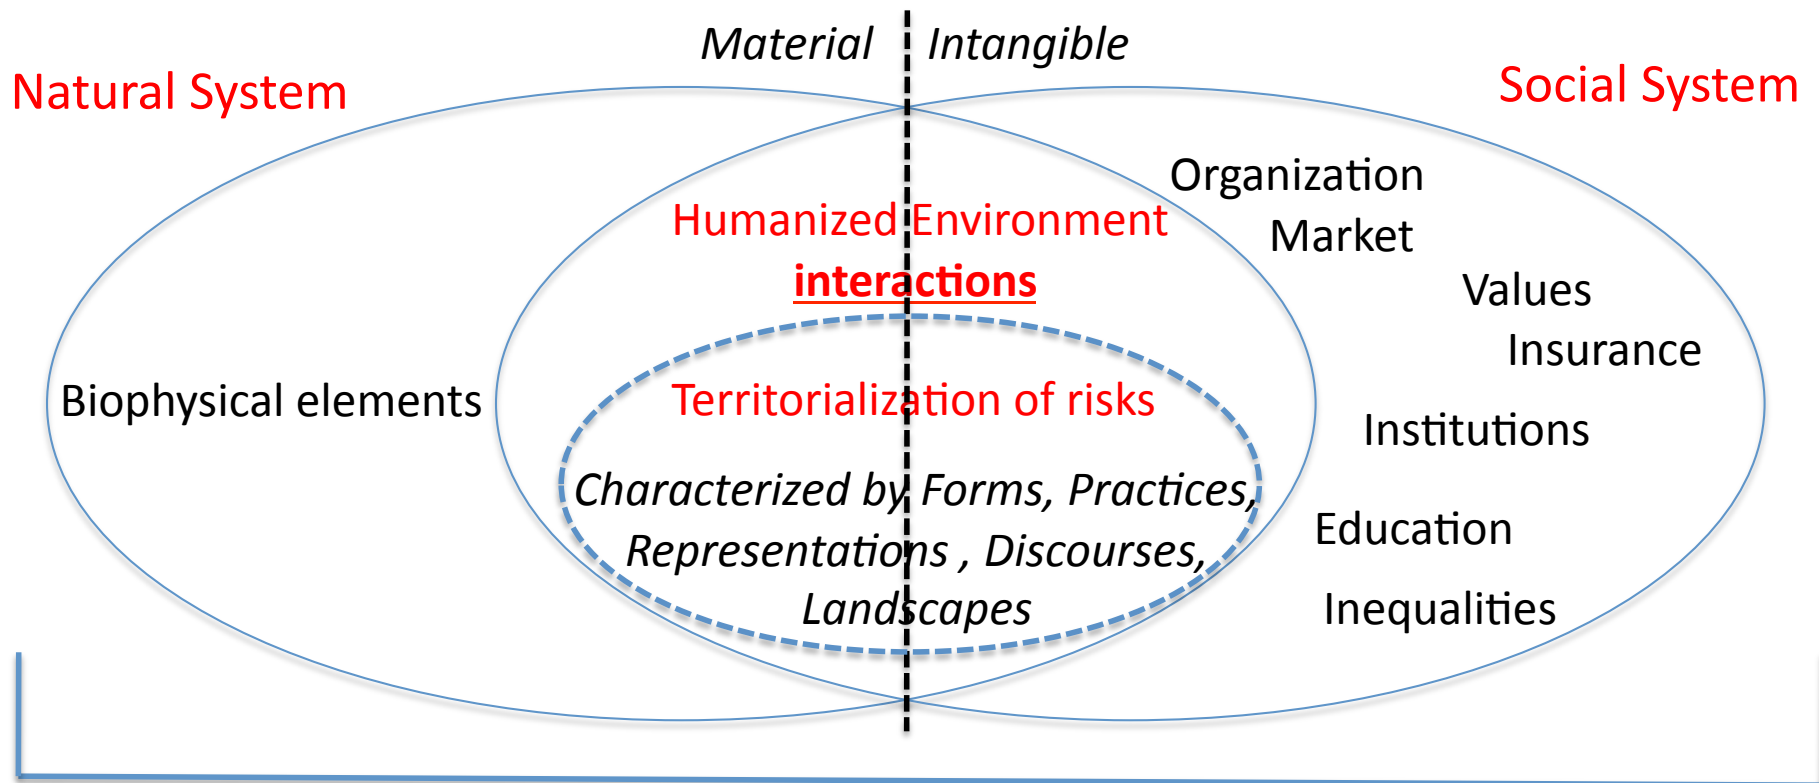 Material Intangible
Natural System
Social System
Organization
Market
Humanized Environment
interactions
Values
Insurance
Biophysical elements
Territorialization of risks
Institutions
Characterized by Forms, Practices,
Representations , Discourses,
Landscapes
Education
Inequalities